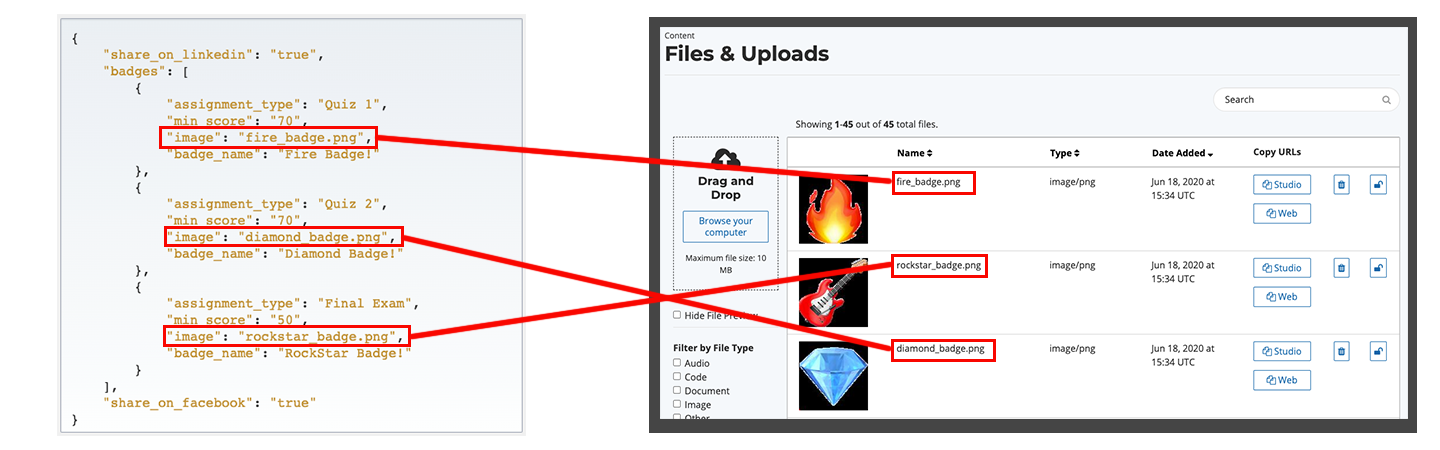 {
"share_on_linkedin": "true",
"badges": [
{
"assignment_type": "Quiz 1",
"min_score": "70",
"image": "fire_badge.png",
"badge_name": "Fire Badge!"
},
{
"assignment_type": "Quiz 2",
"min_score": "70",
"image": "diamond_badge.png",
"badge_name": "Diamond Badge!"
},
{
"assignment_type": "Final Exam",
"min_score": "50",
"image": "rockstar_badge.png",
"badge_name": "RockStar Badge!"
}
],
"share_on_facebook": "true"
}
Content
Files & Uploads
Search
Showing 1-45 out of 45 total files.
Drag and
Drop
Browse your
computer
Maximum file size: 10
MB
Hide File Preview
Filter by File Type
Audio
Code
Document
Image
Other
Name Type Date Added Copy URLs
fire_badge.png image/png Jun 18, 2020 at Studio
15:34 UTC
Web
rockstar_badge.png image/png Jun 18, 2020 at Studio
15:34 UTC
Web
diamond_badge.png image/png Jun 18, 2020 at Studio
15:34 UTC
Web